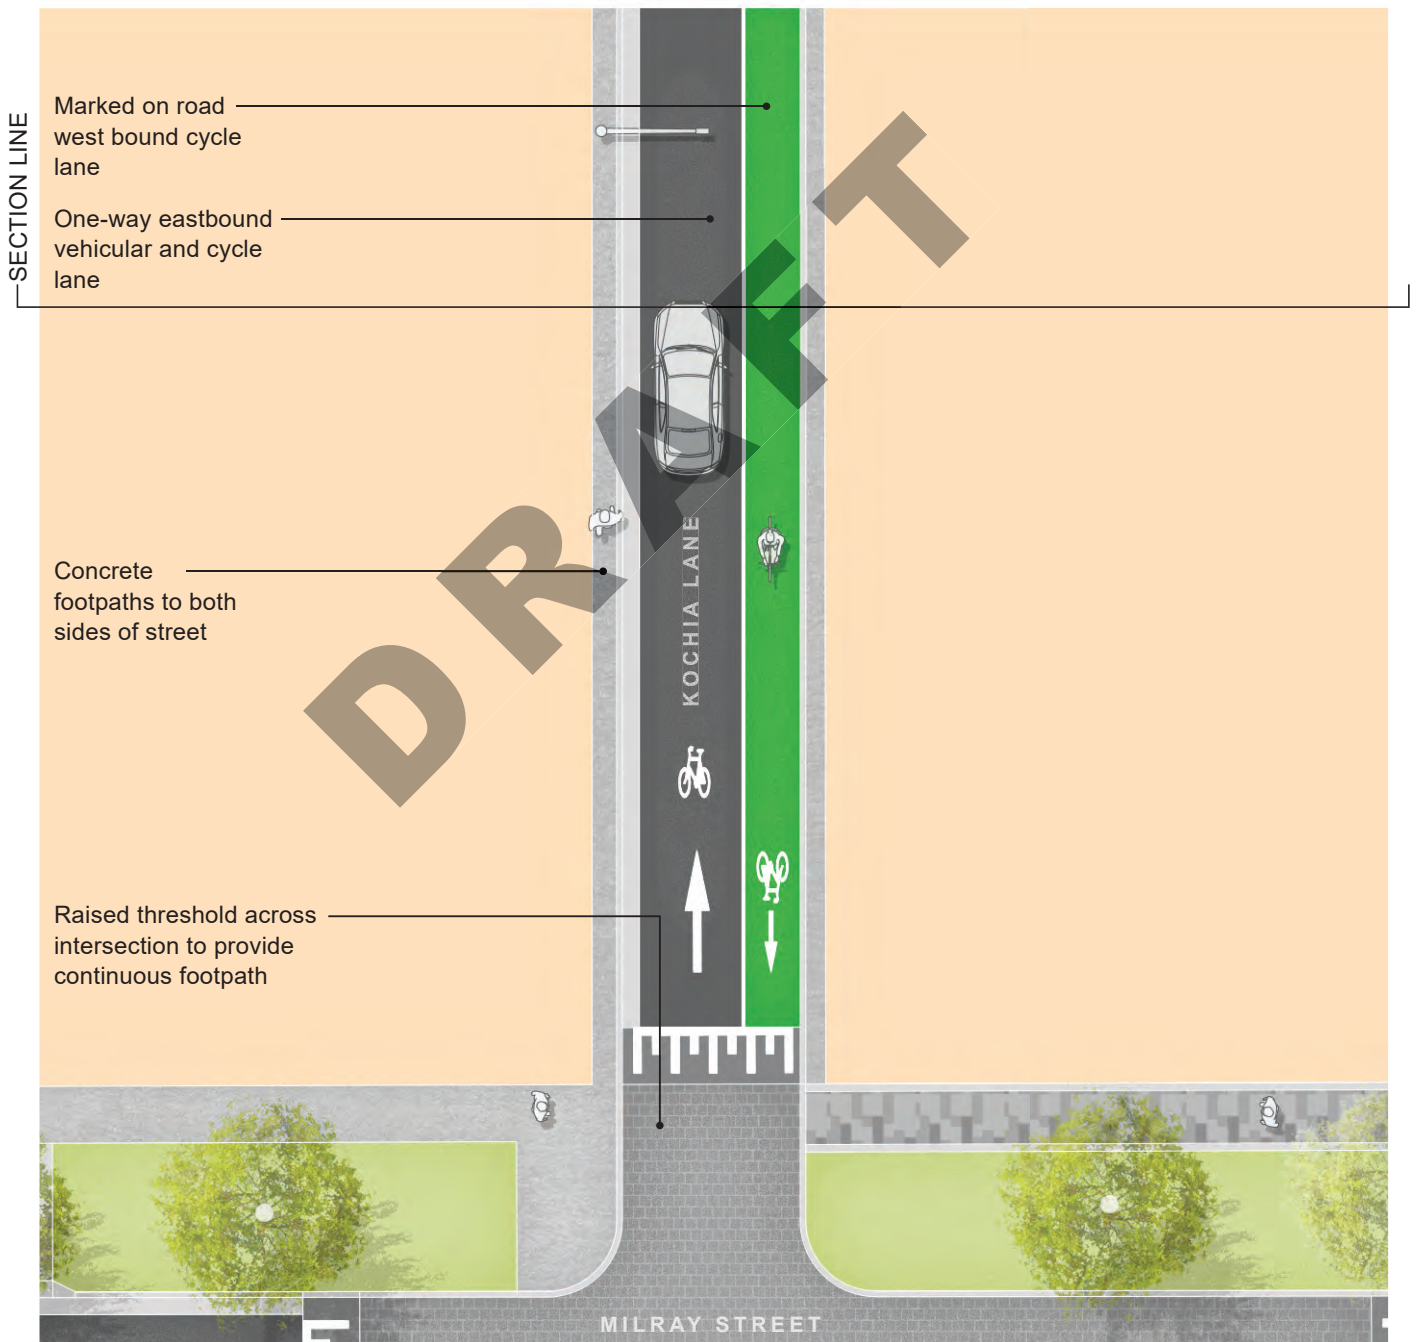 Marked on road
west bound cycle
lane
SECTION LINE
One-way eastbound
vehicular and cycle
lane
DRAFT
KOCHIA LANE
Concrete
footpaths to both
sides of street
Raised threshold across
intersection to provide
continuous footpath
MILRAY STREET